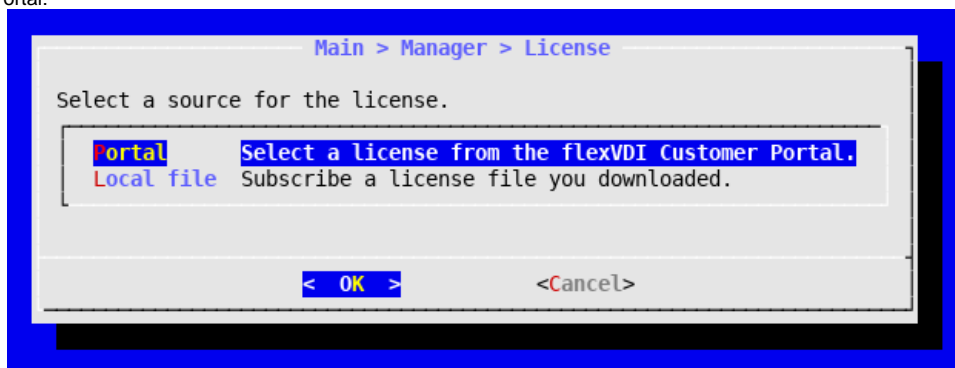 ortal.
Main > Manager > License
Select a source for the license.
Portal Select a license from the flexVDI Customer Portal.
Local file Subscribe a license file you downloaded.
< OK > <Cancel>